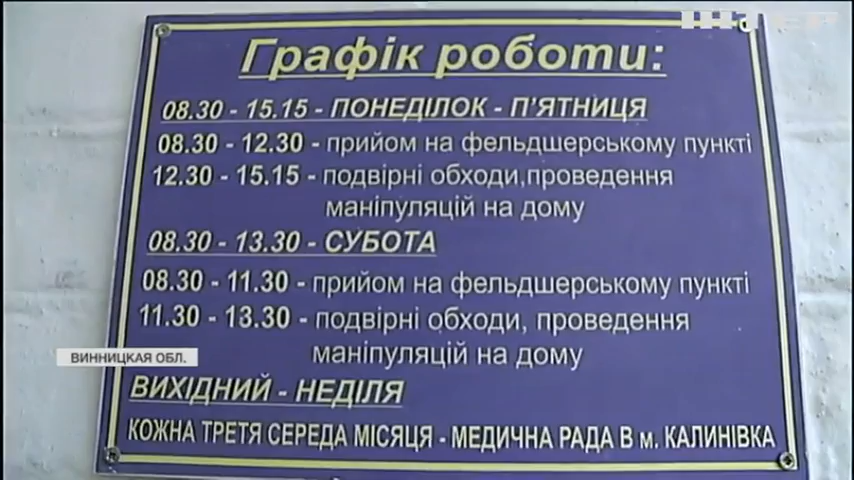 ІНТЕР
Графік роботи:
08.30 - 15.15 - ПОНЕДІЛОК - П'ЯТНИЦЯ
08.30 - 12.30 - прийом на фельдшерському пункті
12.30 - 15.15 - подвірні обходи,проведення
маніпуляцій на дому
08.30 - 13.30 - СУБОТА
08.30 - 11.30 - прийом на фельдшерському пункті
11.30 - 13.30 - подвірні обходи, проведення
маніпуляцій на дому
ВИННИЦКАЯ ОБЛ.
ВИХІДНИЙ - НЕДІЛЯ
КОЖНА ТРЕТЯ СЕРЕДА МІСЯЦЯ - МЕДИЧНА РАДА В м. КАЛИНІВКА